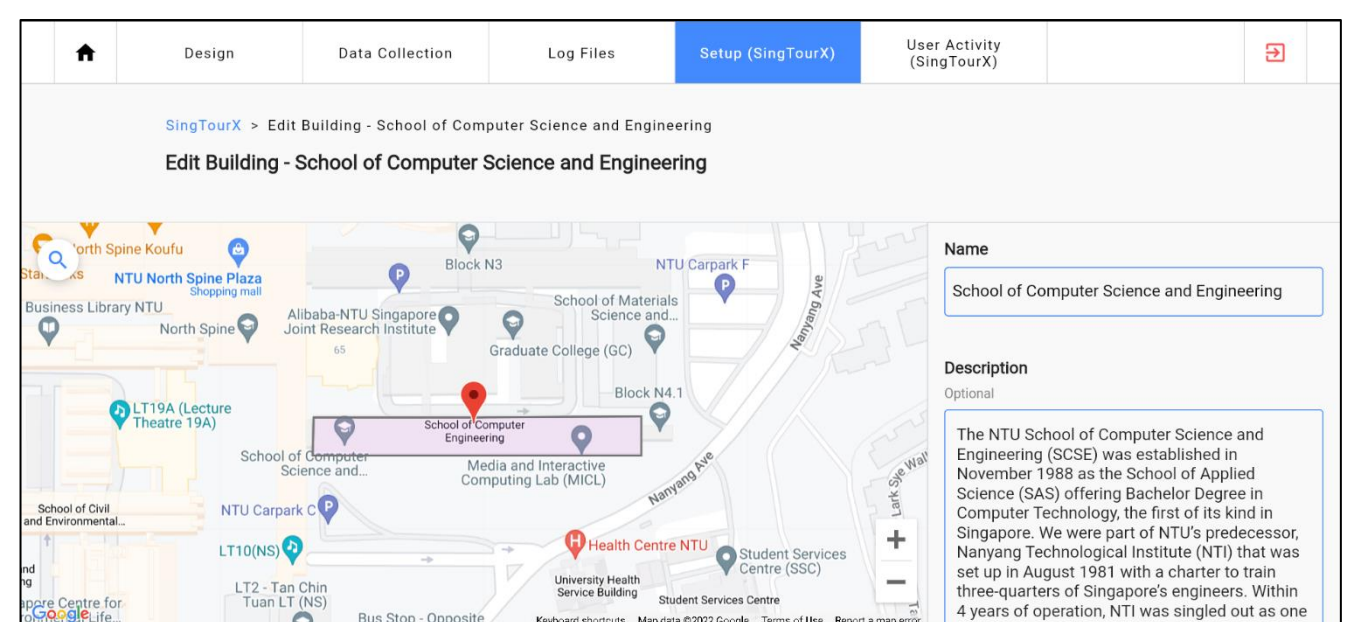 Design
Data Collection
Log Files
Setup (SingTourX)
User Activity
(SingTourX)
SingTourX > Edit Building - School of Computer Science and Engineering
Edit Building - School of Computer Science and Engineering
North Spine Koufu
NTU North Spine Plaza
Shopping mall
Business Library NTU
North Spine
Block N3
NTU Carpark F
Alibaba-NTU Singapore
Joint Research Institute
65
School of Materials
Science and...
Graduate College (GC)
Nanyang Ave
Block N4.1
LT19A (Lecture
Theatre 19A)
School of Computer
Engineering
School of Computer
Science and...
Media and Interactive
Computing Lab (MICL)
Nanyang Ave
Lark Sye Wal
School of Civil
and Environmental...
NTU Carpark C
LT10(NS)
Health Centre NTU
Student Services
Centre (SSC)
University Health
Service Building
Student Services Centre
LT2 - Tan Chin
Tuan LT (NS)
Bus Stop - Opposite
Google
Keyboard shortcuts
Map data ©2022 Google
Terms of Use
Report a map error
Name
School of Computer Science and Engineering
Description
Optional
The NTU School of Computer Science and
Engineering (SCSE) was established in
November 1988 as the School of Applied
Science (SAS) offering Bachelor Degree in
Computer Technology, the first of its kind in
Singapore. We were part of NTU's predecessor,
Nanyang Technological Institute (NTI) that was
set up in August 1981 with a charter to train
three-quarters of Singapore's engineers. Within
4 years of operation, NTI was singled out as one